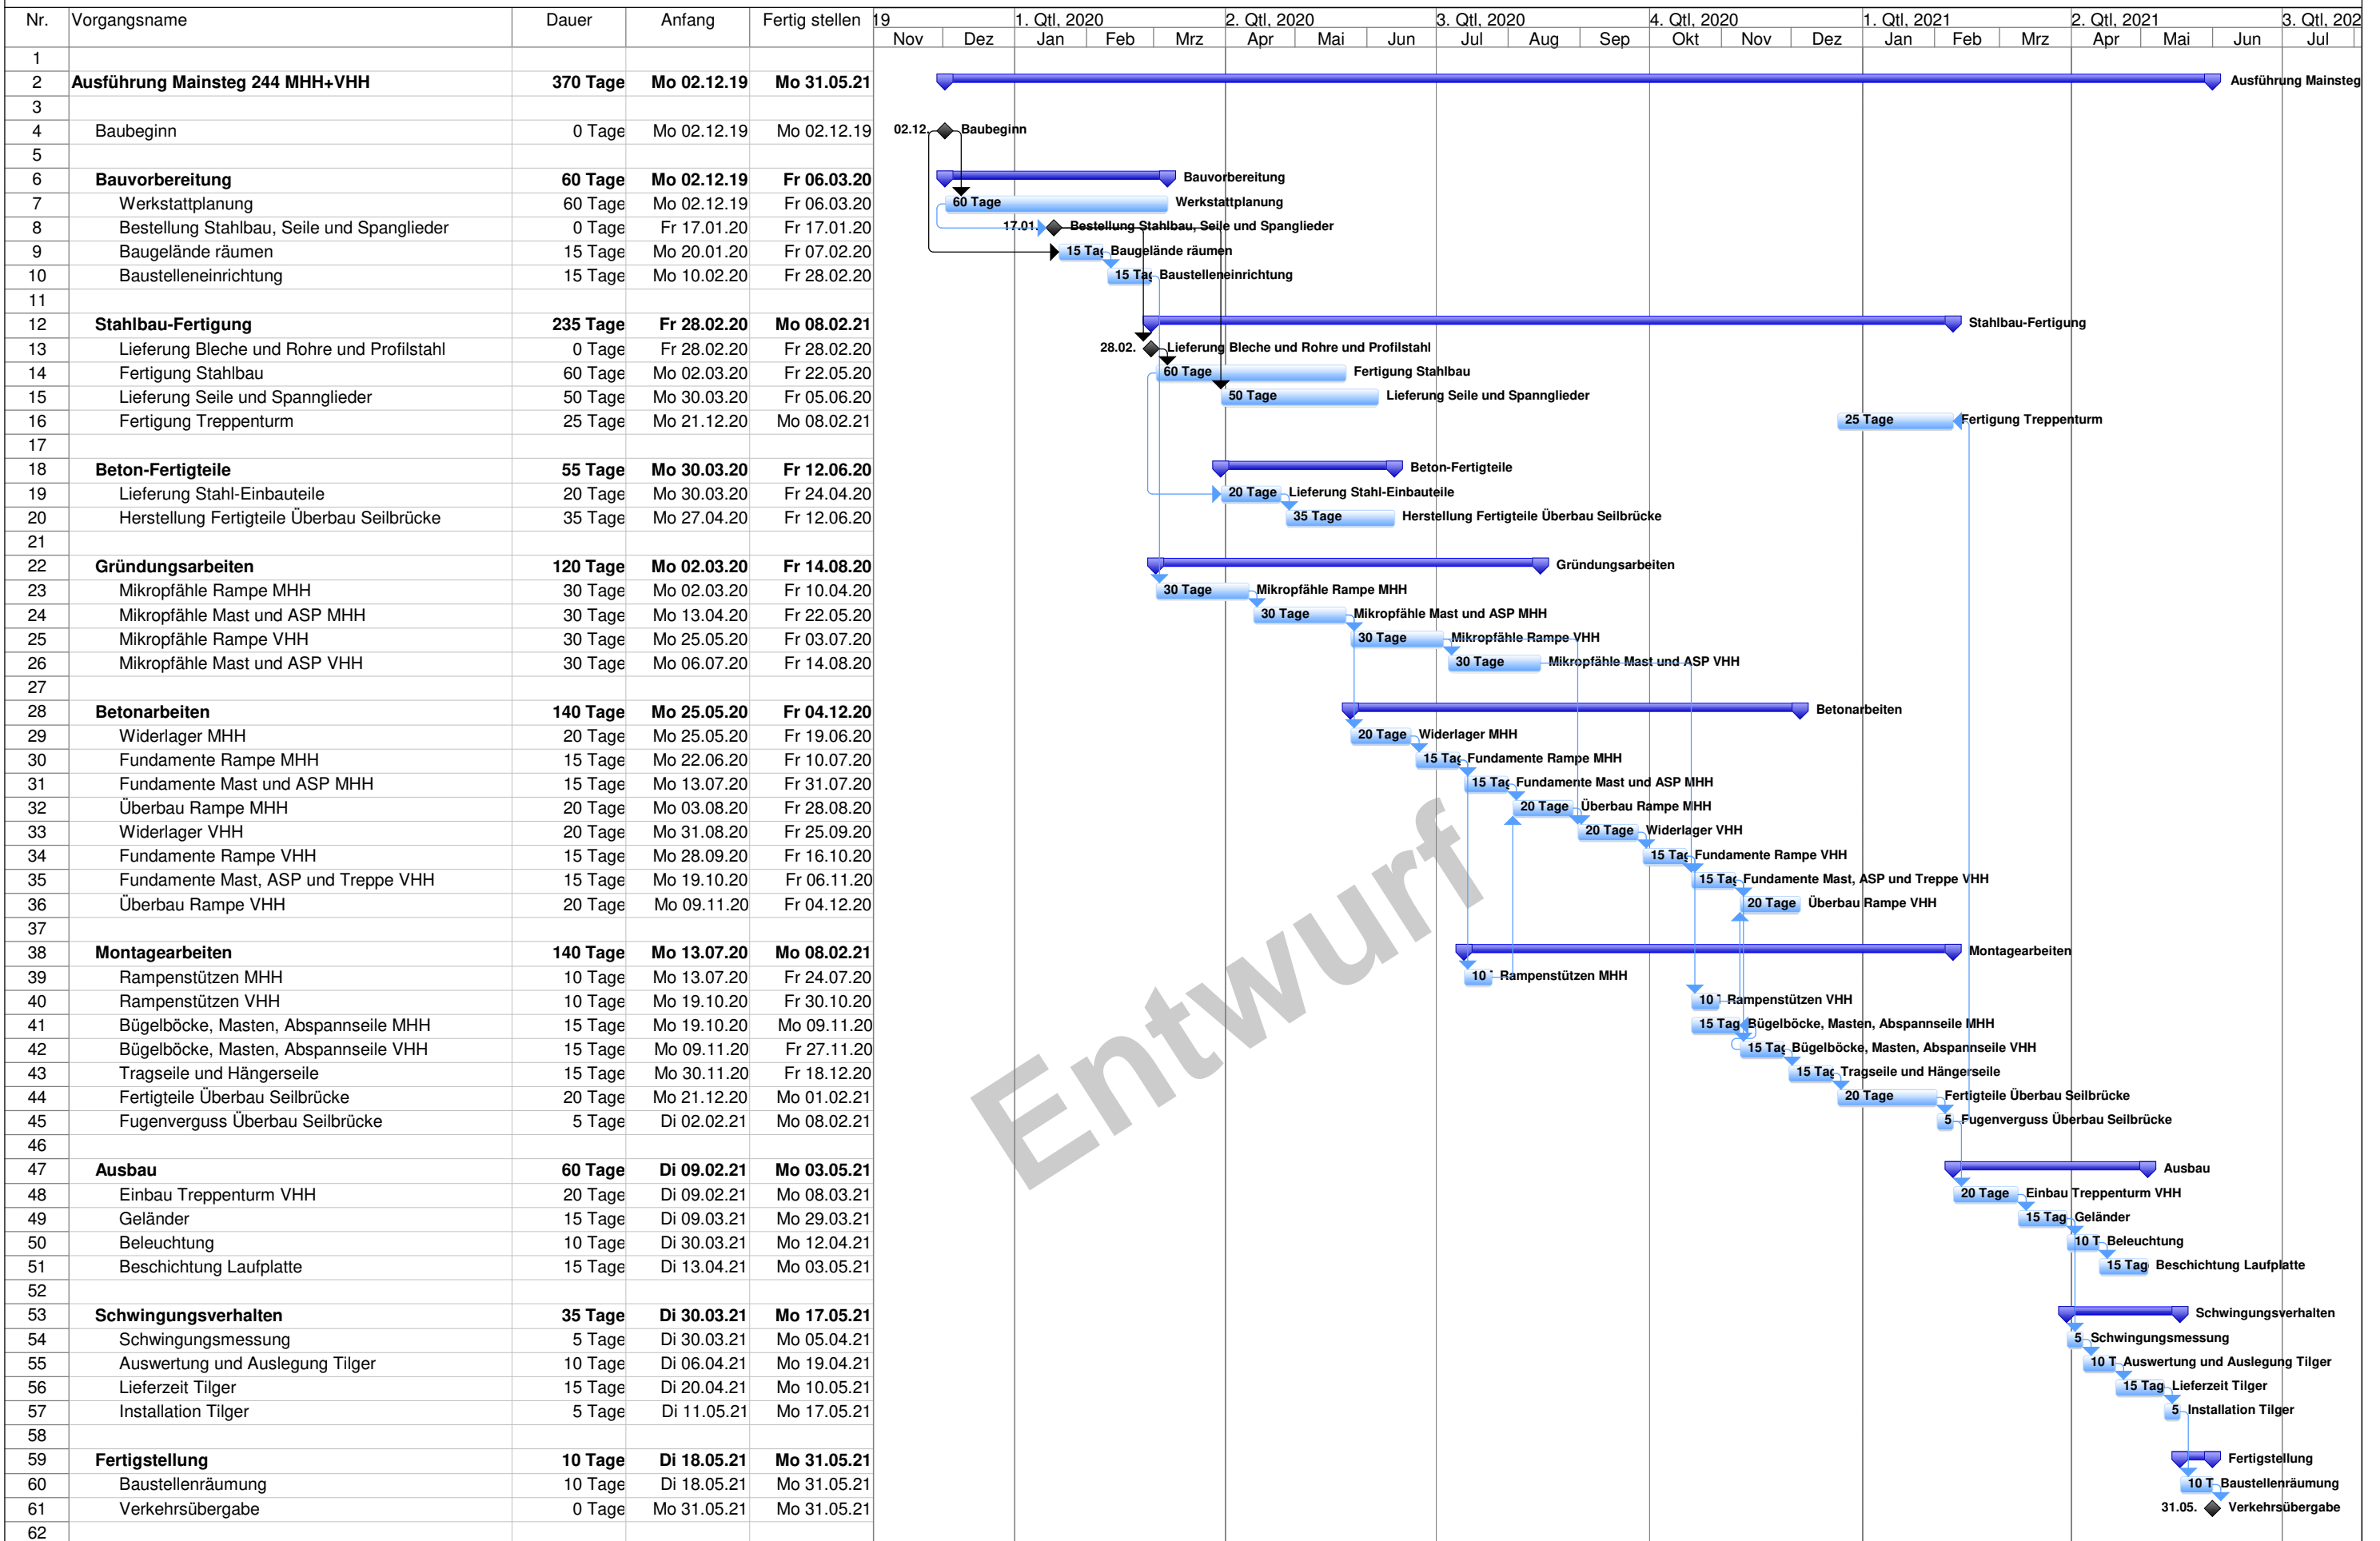 Nr. Vorgangsname Dauer Anfang Fertig stellen 19 1. Qtl, 2020 2. Qtl, 2020 3. Qtl, 2020 4. Qtl, 2020 1. Qtl, 2021 2. Qtl, 2021 3. Qtl, 202
Nov Dez Jan Feb Mrz Apr Mai Jun Jul Aug Sep Okt Nov Dez Jan Feb Mrz Apr Mai Jun Jul
1
2 Ausführung Mainsteg 244 MHH+VHH 370 Tage Mo 02.12.19 Mo 31.05.21 Ausführung Mainsteg
3
4 Baubeginn 0 Tage Mo 02.12.19 Mo 02.12.19 02.12. Baubeginn
5
6 Bauvorbereitung 60 Tage Mo 02.12.19 Fr 06.03.20 Bauvorbereitung
7 Werkstattplanung 60 Tage Mo 02.12.19 Fr 06.03.20 60 Tage Werkstattplanung
8 Bestellung Stahlbau, Seile und Spanglieder 0 Tage Fr 17.01.20 Fr 17.01.20 17.01. Bestellung Stahlbau, Seile und Spanglieder
9 Baugelände räumen 15 Tage Mo 20.01.20 Fr 07.02.20 15 Tag Baugelände räumen
10 Baustelleneinrichtung 15 Tage Mo 10.02.20 Fr 28.02.20 15 Tag Baustelleneinrichtung
11
12 Stahlbau-Fertigung 235 Tage Fr 28.02.20 Mo 08.02.21 Stahlbau-Fertigung
13 Lieferung Bleche und Rohre und Profilstahl 0 Tage Fr 28.02.20 Fr 28.02.20 28.02. Lieferung Bleche und Rohre und Profilstahl
14 Fertigung Stahlbau 60 Tage Mo 02.03.20 Fr 22.05.20 60 Tage Fertigung Stahlbau
15 Lieferung Seile und Spannglieder 50 Tage Mo 30.03.20 Fr 05.06.20 50 Tage Lieferung Seile und Spannglieder
16 Fertigung Treppenturm 25 Tage Mo 21.12.20 Mo 08.02.21 25 Tage Fertigung Treppenturm
17
18 Beton-Fertigteile 55 Tage Mo 30.03.20 Fr 12.06.20 Beton-Fertigteile
19 Lieferung Stahl-Einbauteile 20 Tage Mo 30.03.20 Fr 24.04.20 20 Tage Lieferung Stahl-Einbauteile
20 Herstellung Fertigteile Überbau Seilbrücke 35 Tage Mo 27.04.20 Fr 12.06.20 35 Tage Herstellung Fertigteile Überbau Seilbrücke
21
22 Gründungsarbeiten 120 Tage Mo 02.03.20 Fr 14.08.20 Gründungsarbeiten
23 Mikropfähle Rampe MHH 30 Tage Mo 02.03.20 Fr 10.04.20 30 Tage Mikropfähle Rampe MHH
24 Mikropfähle Mast und ASP MHH 30 Tage Mo 13.04.20 Fr 22.05.20 30 Tage Mikropfähle Mast und ASP MHH
25 Mikropfähle Rampe VHH 30 Tage Mo 25.05.20 Fr 03.07.20 30 Tage Mikropfähle Rampe VHH
26 Mikropfähle Mast und ASP VHH 30 Tage Mo 06.07.20 Fr 14.08.20 30 Tage Mikropfähle Mast und ASP VHH
27
28 Betonarbeiten 140 Tage Mo 25.05.20 Fr 04.12.20 Betonarbeiten
29 Widerlager MHH 20 Tage Mo 25.05.20 Fr 19.06.20 20 Tage Widerlager MHH
30 Fundamente Rampe MHH 15 Tage Mo 22.06.20 Fr 10.07.20 15 Tag Fundamente Rampe MHH
31 Fundamente Mast und ASP MHH 15 Tage Mo 13.07.20 Fr 31.07.20 15 Tag Fundamente Mast und ASP MHH
32 Überbau Rampe MHH 20 Tage Mo 03.08.20 Fr 28.08.20 20 Tage Überbau Rampe MHH
33 Widerlager VHH 20 Tage Mo 31.08.20 Fr 25.09.20 20 Tage Widerlager VHH
34 Fundamente Rampe VHH 15 Tage Mo 28.09.20 Fr 16.10.20 15 Tag Fundamente Rampe VHH
35 Fundamente Mast, ASP und Treppe VHH 15 Tage Mo 19.10.20 Fr 06.11.20 15 Tag Fundamente Mast, ASP und Treppe VHH
36 Überbau Rampe VHH 20 Tage Mo 09.11.20 Fr 04.12.20 20 Tage Überbau Rampe VHH
37
38 Montagearbeiten 140 Tage Mo 13.07.20 Mo 08.02.21 Montagearbeiten
39 Rampenstützen MHH 10 Tage Mo 13.07.20 Fr 24.07.20 10 Rampenstützen MHH
40 Rampenstützen VHH 10 Tage Mo 19.10.20 Fr 30.10.20 10 Rampenstützen VHH
41 Bügelböcke, Masten, Abspannseile MHH 15 Tage Mo 19.10.20 Mo 09.11.20 15 Tag Bügelböcke, Masten, Abspannseile MHH
42 Bügelböcke, Masten, Abspannseile VHH 15 Tage Mo 09.11.20 Fr 27.11.20 15 Tag Bügelböcke, Masten, Abspannseile VHH
43 Tragseile und Hängerseile 15 Tage Mo 30.11.20 Fr 18.12.20 15 Tag Tragseile und Hängerseile
44 Fertigteile Überbau Seilbrücke 20 Tage Mo 21.12.20 Mo 01.02.21 20 Tage Fertigteile Überbau Seilbrücke
45 Fugenverguss Überbau Seilbrücke 5 Tage Di 02.02.21 Mo 08.02.21 5 Fugenverguss Überbau Seilbrücke
46
47 Ausbau 60 Tage Di 09.02.21 Mo 03.05.21 Ausbau
48 Einbau Treppenturm VHH 20 Tage Di 09.02.21 Mo 08.03.21 20 Tage Einbau Treppenturm VHH
49 Geländer 15 Tage Di 09.03.21 Mo 29.03.21 15 Tag Geländer
50 Beleuchtung 10 Tage Di 30.03.21 Mo 12.04.21 10 T Beleuchtung
51 Beschichtung Laufplatte 15 Tage Di 13.04.21 Mo 03.05.21 15 Tag Beschichtung Laufplatte
52
53 Schwingungsverhalten 35 Tage Di 30.03.21 Mo 17.05.21 Schwingungsverhalten
54 Schwingungsmessung 5 Tage Di 30.03.21 Mo 05.04.21 5 Schwingungsmessung
55 Auswertung und Auslegung Tilger 10 Tage Di 06.04.21 Mo 19.04.21 10 T Auswertung und Auslegung Tilger
56 Lieferzeit Tilger 15 Tage Di 20.04.21 Mo 10.05.21 15 Tag Lieferzeit Tilger
57 Installation Tilger 5 Tage Di 11.05.21 Mo 17.05.21 5 Installation Tilger
58
59 Fertigstellung 10 Tage Di 18.05.21 Mo 31.05.21 Fertigstellung
60 Baustellenräumung 10 Tage Di 18.05.21 Mo 31.05.21 10 T Baustellenräumung
61 Verkehrsübergabe 0 Tage Mo 31.05.21 Mo 31.05.21 31.05. Verkehrsübergabe
62
Entwurf